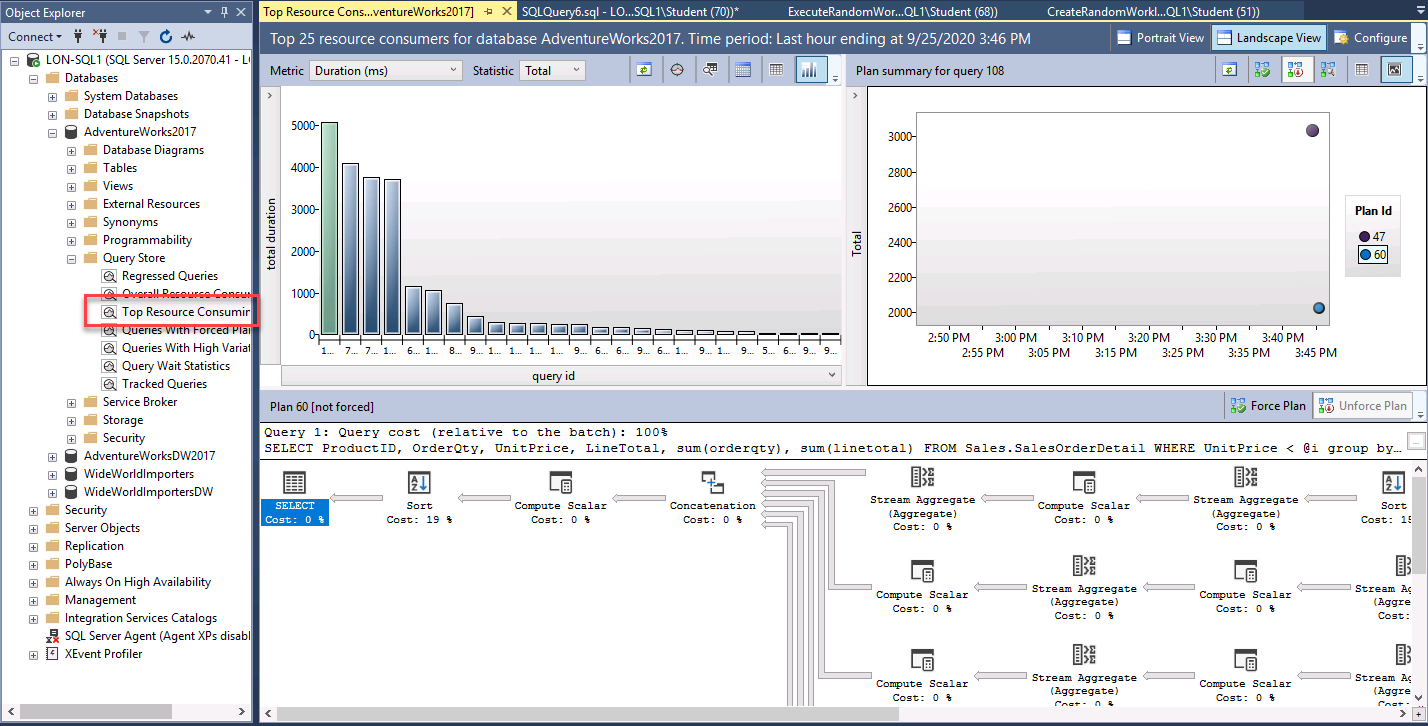 Object Explorer
Connect
LON-SQL1 (SQL Server 15.0.2070.41 - L
Databases
System Databases
Database Snapshots
AdventureWorks2017
Database Diagrams
Tables
Views
External Resources
Synonyms
Programmability
Query Store
Regressed Queries
Overall Resource Consu
Top Resource Consumin
Queries With Forced Plan
Queries With High Variat
Query Wait Statistics
Tracked Queries
Service Broker
Storage
Security
AdventureWorksDW2017
WideWorldImporters
WideWorldImportersDW
Security
Server Objects
Replication
PolyBase
Always On High Availability
Management
Integration Services Catalogs
SQL Server Agent (Agent XPs disabl
XEvent Profiler
Top Resource Cons...ventureWorks2017]
SQLQuery6.sql - LO...SQL1\Student (70))*
ExecuteRandomWor...QL1\Student (68))
CreateRandomWorkl...QL1\Student (51))
Top 25 resource consumers for database AdventureWorks2017. Time period: Last hour ending at 9/25/2020 3:46 PM
Portrait View
Landscape View
Configure
Metric Duration (ms) Statistic Total
total duration
5000
4000
3000
2000
1000
0
1... 7... 7... 1... 6... 1... 8... 9... 1... 1... 1... 9... 9... 6... 6... 6... 1... 1... 9... 9... 9... 5... 6... 9... 9...
query id
Plan summary for query 108
Total
3000
2800
2600
2400
2200
2000
2:50 PM 3:00 PM 3:10 PM 3:20 PM 3:30 PM 3:40 PM
2:55 PM 3:05 PM 3:15 PM 3:25 PM 3:35 PM 3:45 PM
Plan Id
47
60
Plan 60 [not forced]
Force Plan
Unforce Plan
Query 1: Query cost (relative to the batch): 100%
SELECT ProductID, OrderQty, UnitPrice, LineTotal, sum(orderqty), sum(linetotal) FROM Sales.SalesOrderDetail WHERE UnitPrice < @i group by...
SELECT
Cost: 0 %
Sort
Cost: 19 %
Compute Scalar
Cost: 0 %
Concatenation
Cost: 0 %
Stream Aggregate
(Aggregate)
Cost: 0 %
Compute Scalar
Cost: 0 %
Stream Aggregate
(Aggregate)
Cost: 0 %
Sort
Cost: 15
Compute Scalar
Cost: 0 %
Stream Aggregate
(Aggregate)
Cost: 0 %
Compute Scalar
Cost: 0 %
Stream Ag
(Aggre
Cost:
Compute Scalar
Cost: 0 %
Stream Aggregate
(Aggregate)
Cost: 0 %
Compute Scalar
Cost: 0 %
Stream Ag
(Aggre
Cost: